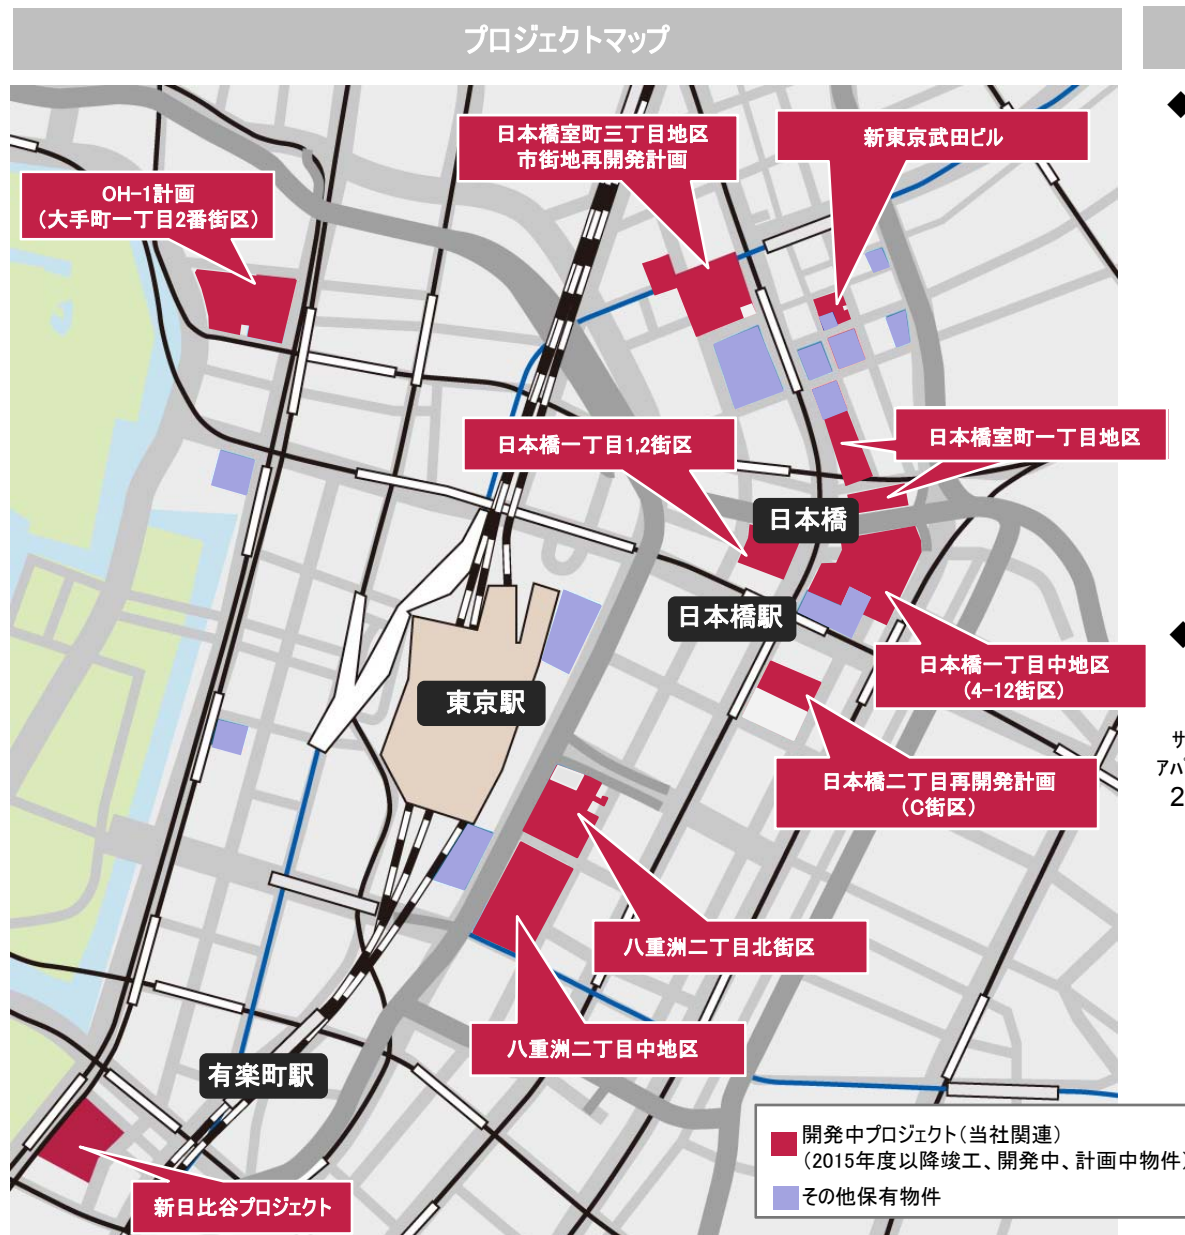 プロジェクトマップ
日本橋室町三丁目地区
市街地再開発計画
新東京武田ビル
OH-1計画
(大手町一丁目2番街区)
日本橋一丁目1,2街区
日本橋室町一丁目地区
日本橋
日本橋駅
日本橋一丁目中地区
(4-12街区)
東京駅
日本橋二丁目再開発計画
(C街区)
八重洲二丁目北街区
八重洲二丁目中地区
有楽町駅
新日比谷プロジェクト
開発中プロジェクト(当社関連)
(2015年度以降竣工、開発中、計画中物件)
その他保有物件
◆
◆
サ
アパ
2